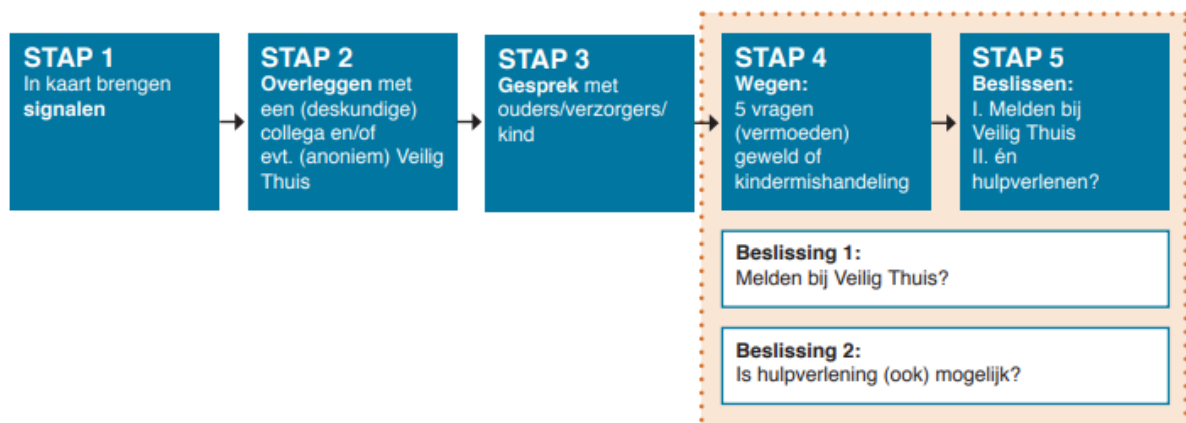 STAP 1
In kaart brengen
signalen
STAP 2
Overleggen met
een (deskundige)
collega en/of
evt. (anoniem) Veilig
Thuis
STAP 3
Gesprek met
ouders/verzorgers/
kind
STAP 4
Wegen:
5 vragen
(vermoeden)
geweld of
kindermishandeling
STAP 5
Beslissen:
I. Melden bij
Veilig Thuis
II. én
hulpverlenen?
Beslissing 1:
Melden bij Veilig Thuis?
Beslissing 2:
Is hulpverlening (ook) mogelijk?